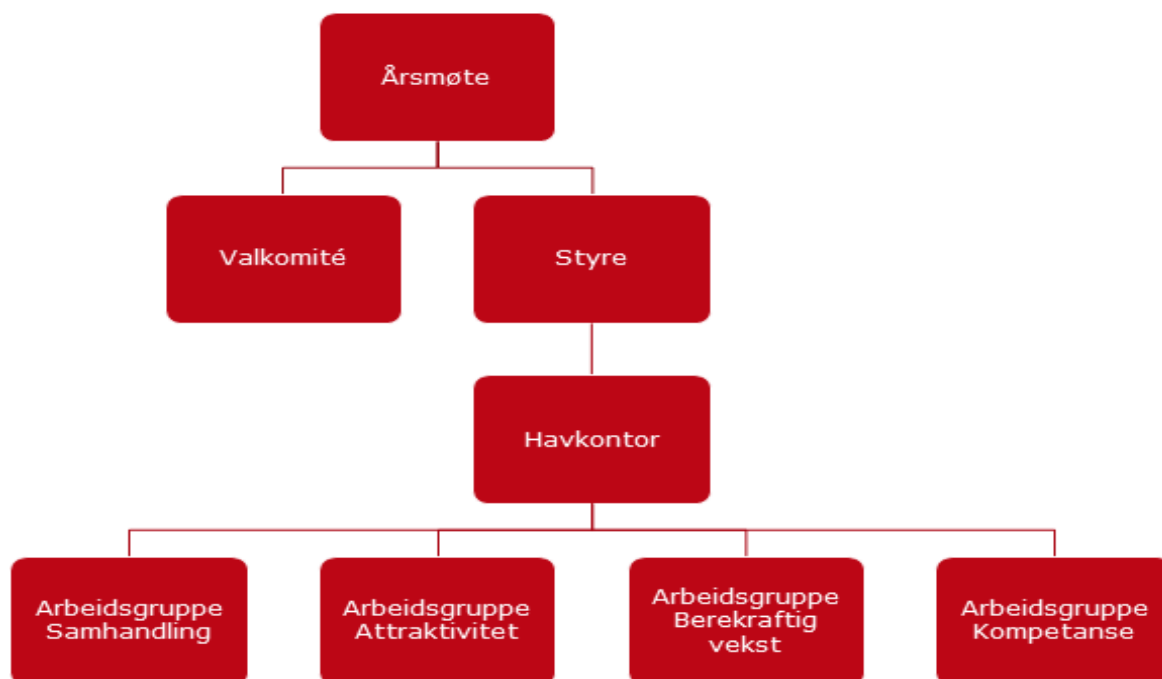 Årsmøte
Valkomité
Styre
Havkontor
Arbeidsgruppe
Samhandling
Arbeidsgruppe
Attraktivitet
Arbeidsgruppe
Berekraftig
vekst
Arbeidsgruppe
Kompetanse